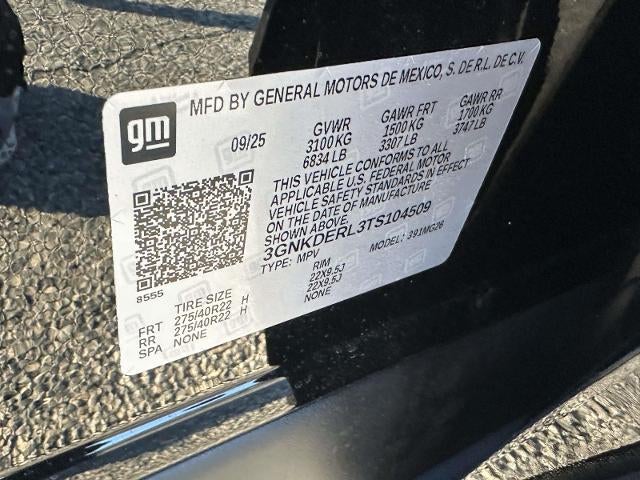 gm
MFD BY GENERAL MOTORS DE MEXICO, S. DE R.L. DE C.V.
09/25 GVWR GAWR FRT GAWR RR
3100 KG 1500 KG 1700 KG
6834 LB 3307 LB 3747 LB
THIS VEHICLE CONFORMS TO ALL
APPLICABLE U.S. FEDERAL MOTOR
VEHICLE SAFETY STANDARDS IN EFFECT
ON THE DATE OF MANUFACTURE
SHOWN ABOVE.
3GNKDERL3TS104509
TYPE: MPV MODEL: 391MG26
8555
TIRE SIZE RIM
FRT 275/40R22 H 22X9.5J
RR 275/40R22 H 22X9.5J
SPA NONE NONE